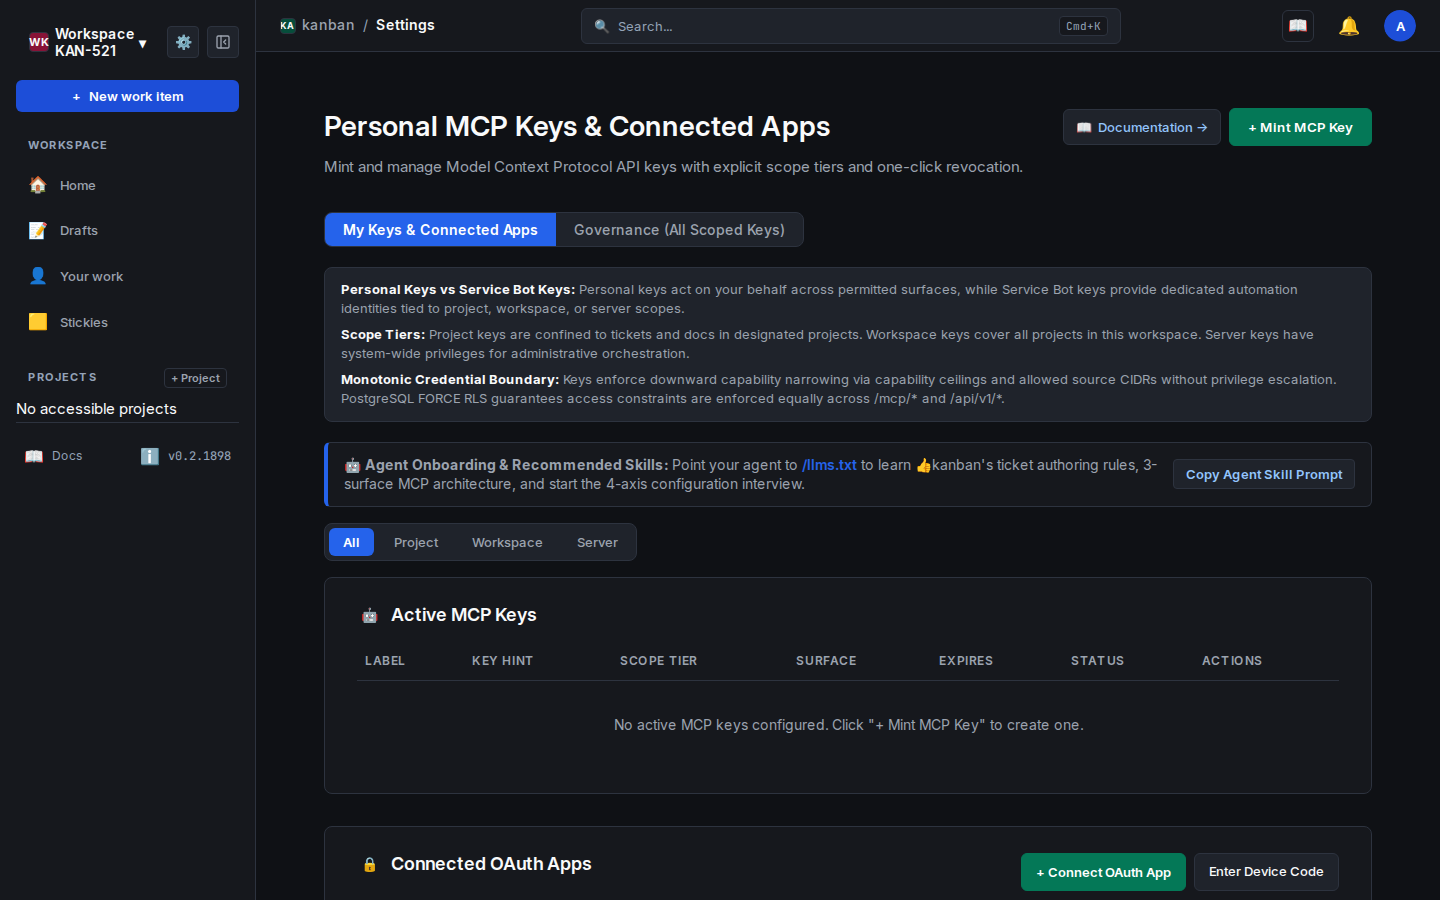 WK Workspace KAN-521 ▼
KA kanban / Settings
Search...
Cmd+K
A
+ New work item
WORKSPACE
Home
Drafts
Your work
Stickies
PROJECTS
+ Project
No accessible projects
Docs
v0.2.1898
Personal MCP Keys & Connected Apps
Documentation →
+ Mint MCP Key
Mint and manage Model Context Protocol API keys with explicit scope tiers and one-click revocation.
My Keys & Connected Apps
Governance (All Scoped Keys)
Personal Keys vs Service Bot Keys: Personal keys act on your behalf across permitted surfaces, while Service Bot keys provide dedicated automation
identities tied to project, workspace, or server scopes.
Scope Tiers: Project keys are confined to tickets and docs in designated projects. Workspace keys cover all projects in this workspace. Server keys have
system-wide privileges for administrative orchestration.
Monotonic Credential Boundary: Keys enforce downward capability narrowing via capability ceilings and allowed source CIDRs without privilege escalation.
PostgreSQL FORCE RLS guarantees access constraints are enforced equally across /mcp/* and /api/v1/*.
🤖 Agent Onboarding & Recommended Skills: Point your agent to /llms.txt to learn 👍kanban's ticket authoring rules, 3-
surface MCP architecture, and start the 4-axis configuration interview.
Copy Agent Skill Prompt
All
Project
Workspace
Server
Active MCP Keys
LABEL KEY HINT SCOPE TIER SURFACE EXPIRES STATUS ACTIONS
No active MCP keys configured. Click "+ Mint MCP Key" to create one.
Connected OAuth Apps
+ Connect OAuth App
Enter Device Code